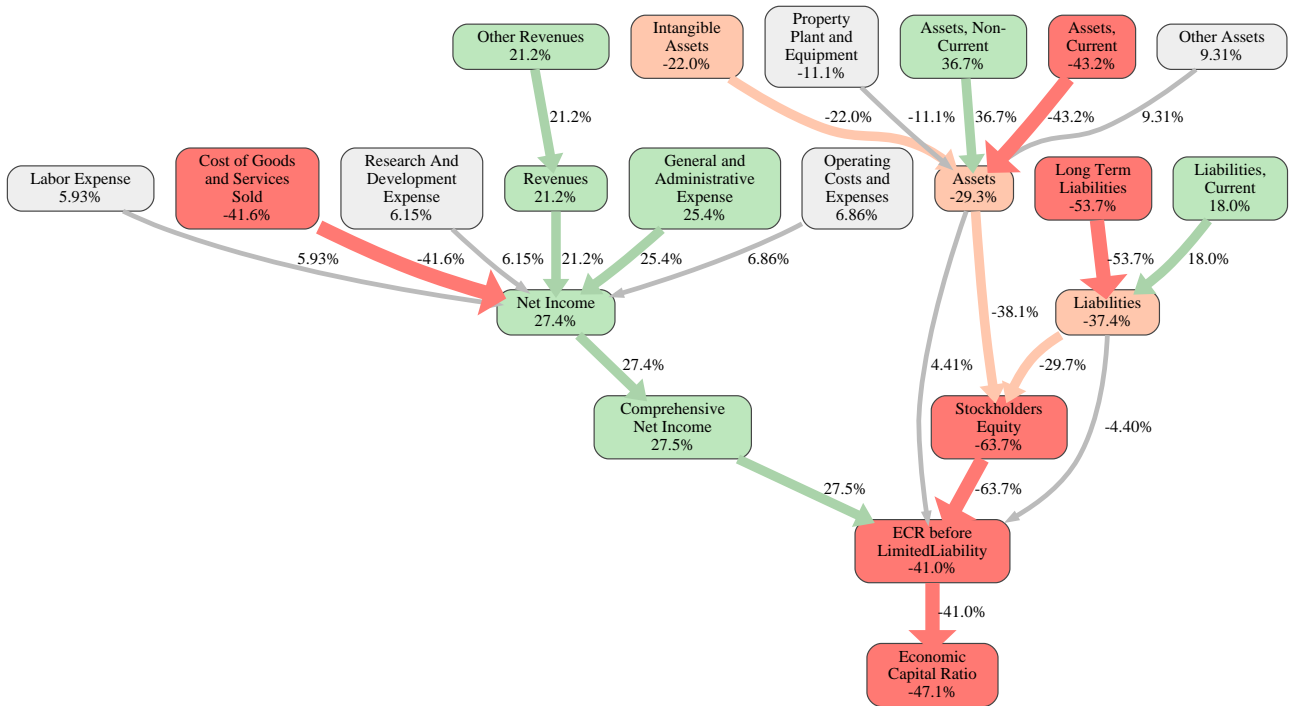 Other Revenues
21.2%
Intangible
Assets
-22.0%
Property
Plant and
Equipment
-11.1%
Assets, Non-
Current
36.7%
Assets,
Current
-43.2%
Other Assets
9.31%
21.2%
-22.0%
-11.1%
36.7%
-43.2%
9.31%
Labor Expense
5.93%
Cost of Goods
and Services
Sold
-41.6%
Research And
Development
Expense
6.15%
Revenues
21.2%
General and
Administrative
Expense
25.4%
Operating
Costs and
Expenses
6.86%
Assets
-29.3%
Long Term
Liabilities
-53.7%
Liabilities,
Current
18.0%
5.93%
-41.6%
6.15%
21.2%
25.4%
6.86%
-53.7%
18.0%
Net Income
27.4%
-38.1%
Liabilities
-37.4%
27.4%
4.41%
-29.7%
Comprehensive
Net Income
27.5%
Stockholders
Equity
-63.7%
-4.40%
27.5%
-63.7%
ECR before
LimitedLiability
-41.0%
-41.0%
Economic
Capital Ratio
-47.1%